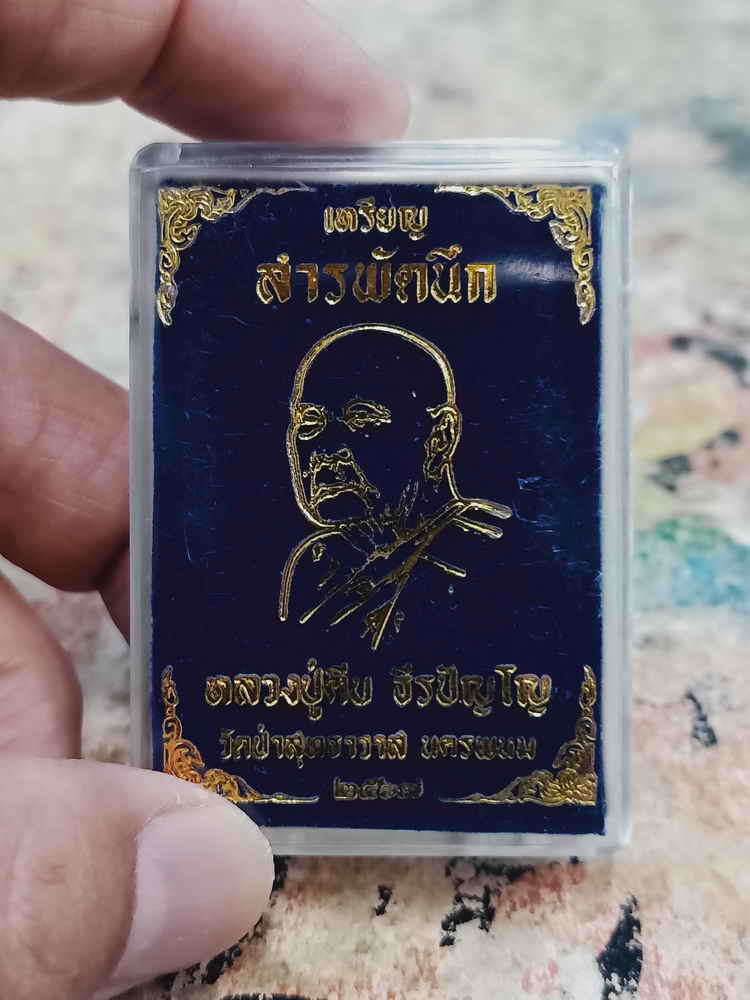 เหรียญ
สารพัดนึก
หลวงปู่คีบ ธีรปัญโญ
วัดป่าสุทธาวาส นครพนม
๒๕๖๗